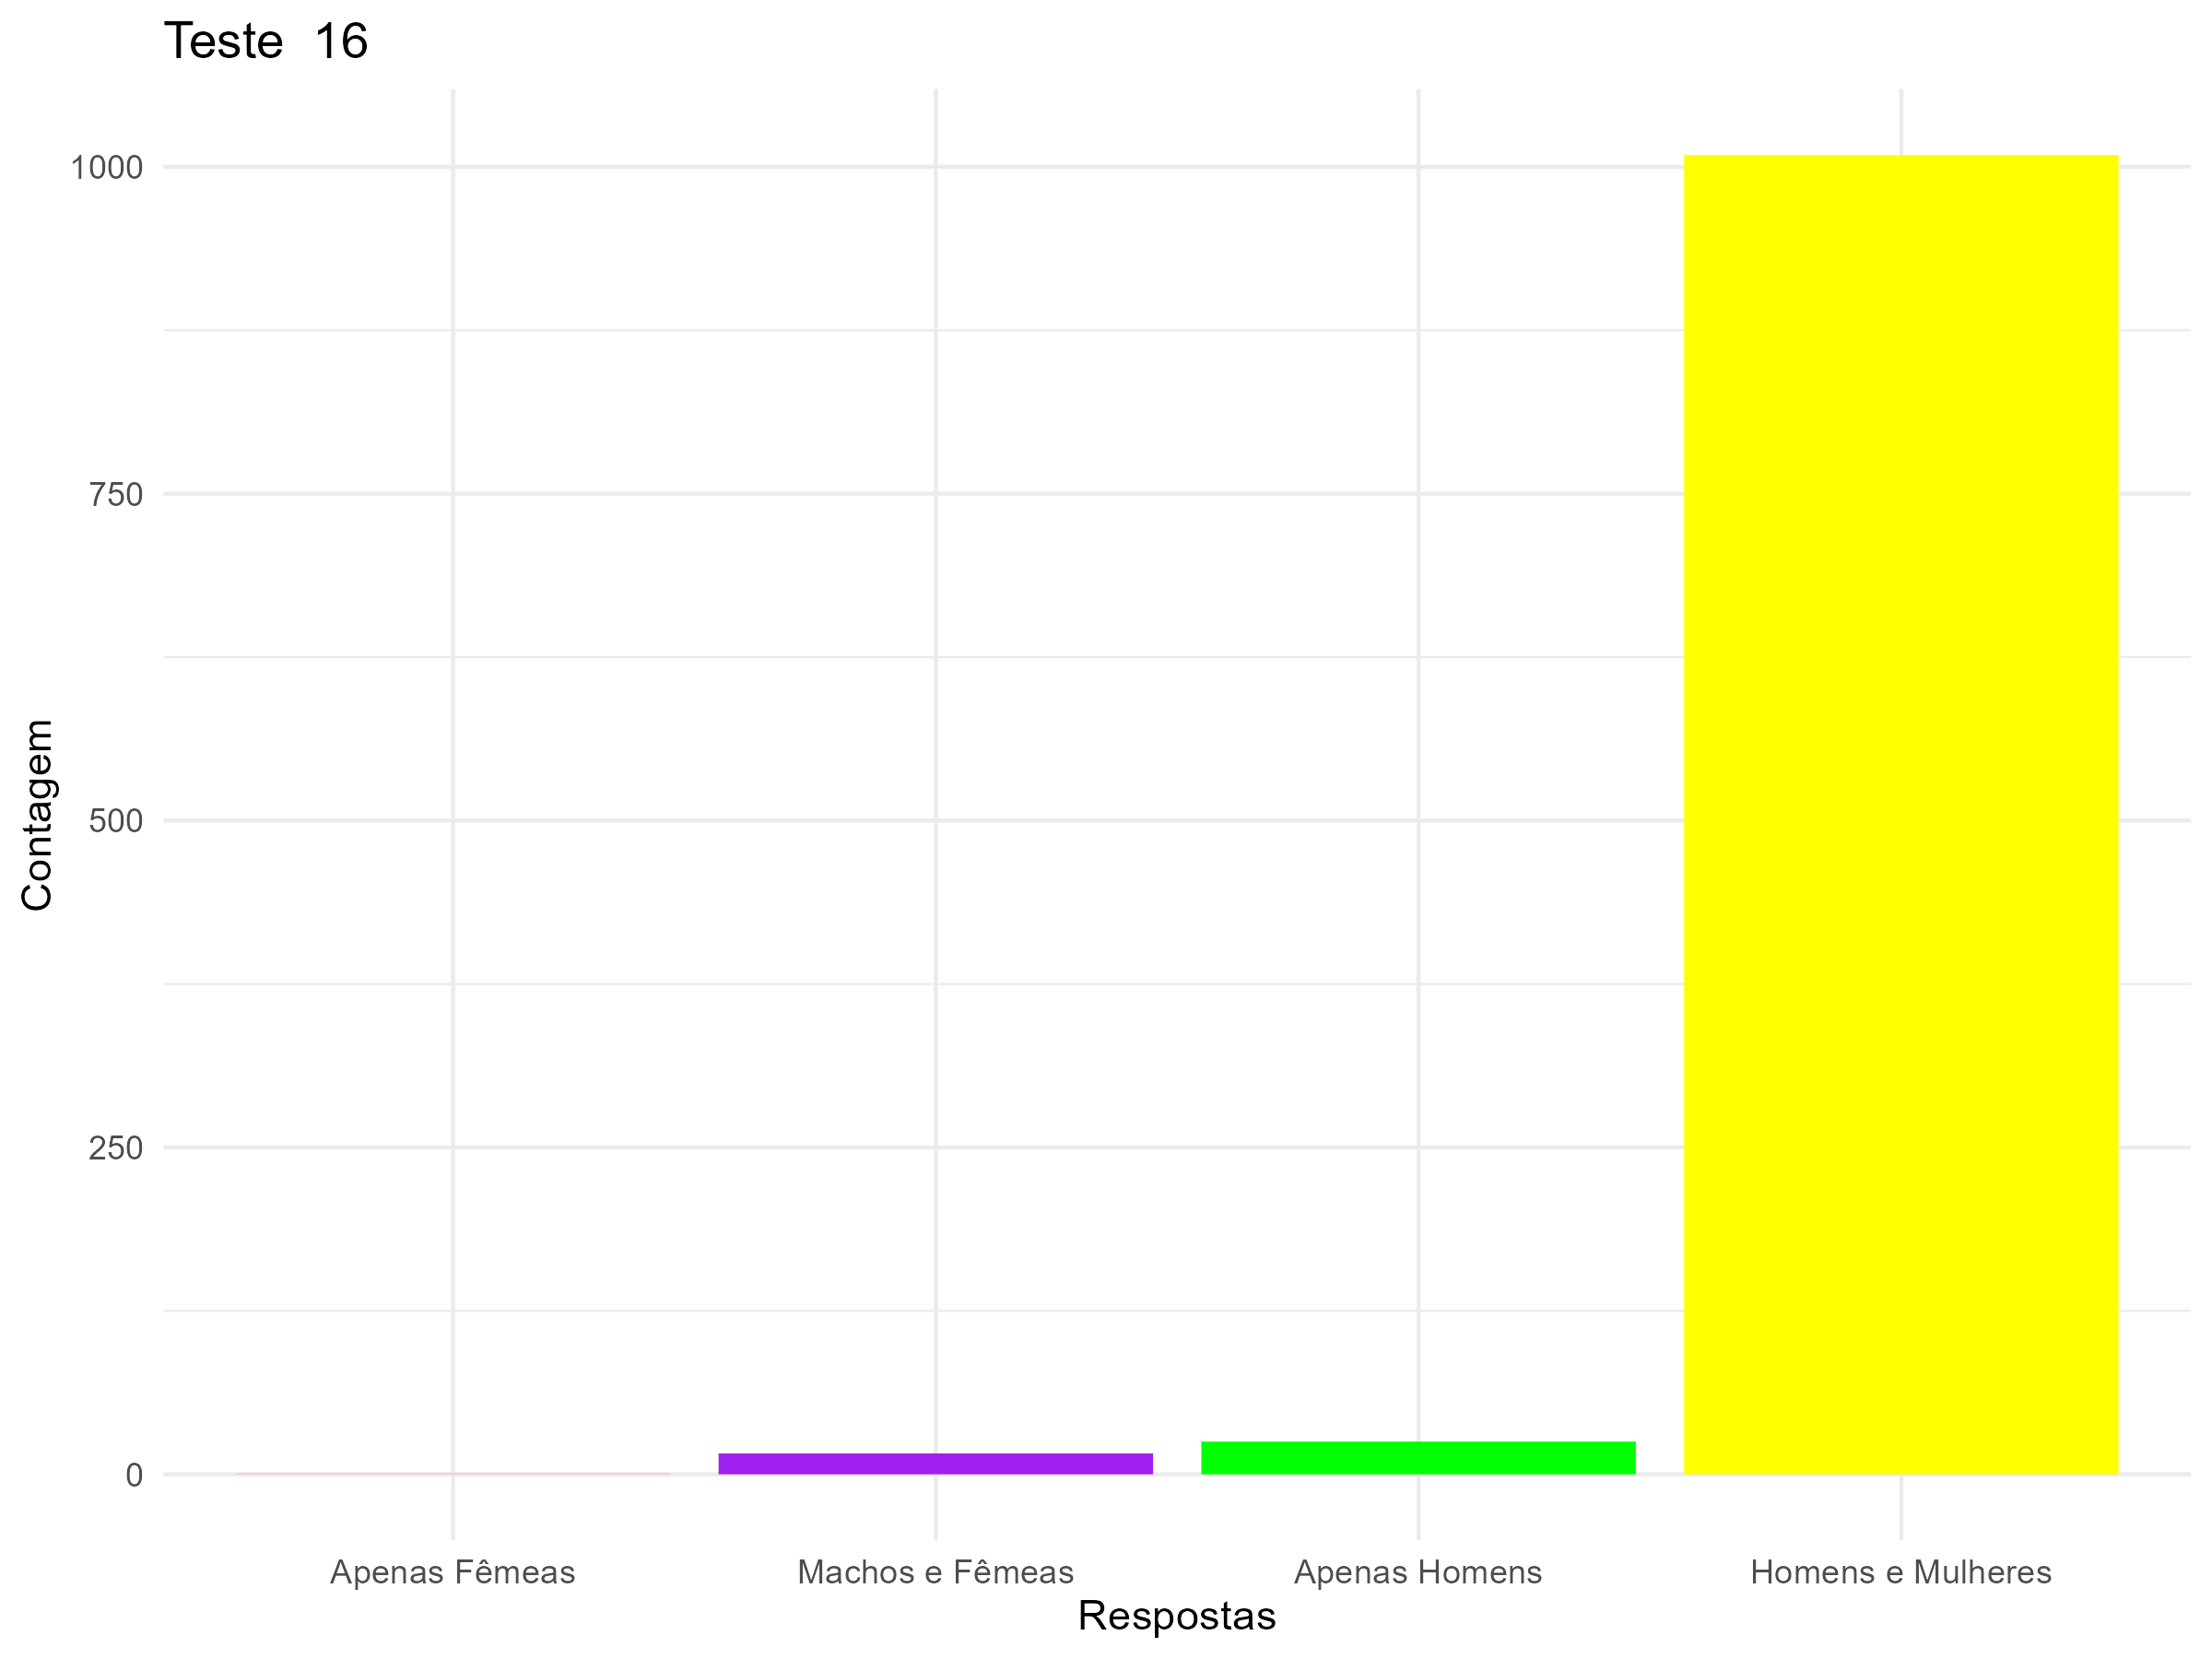 Teste  16
Contagem
1000
750
500
250
0
Apenas Fêmeas
Machos e Fêmeas
Apenas Homens
Homens e Mulheres
Respostas